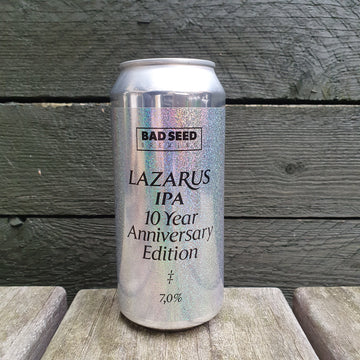 BAD SEED
BREWING
LAZARUS
IPA
10 Year
Anniversary
Edition
‡
7,0%